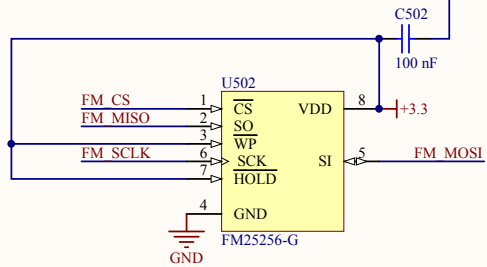 C502
100 nF
U502
FM_CS 1 CS VDD 8 +3.3
FM_MISO 2 SO
3 WP
FM_SCLK 6 SCK SI 5 FM_MOSI
7 HOLD
4 GND
FM25256-G
GND